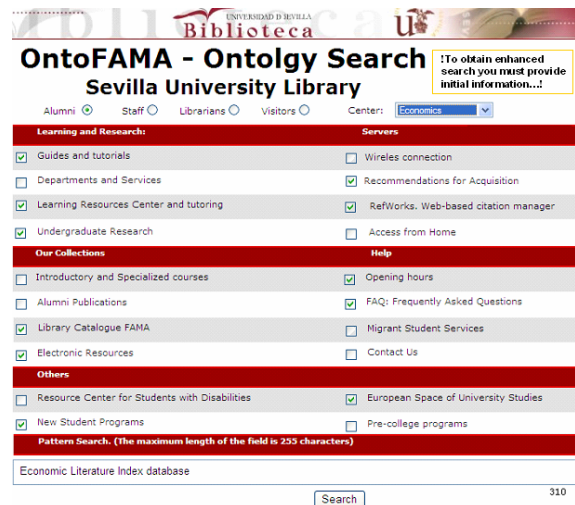 UNIVERSIDAD D SEVILLA
Biblioteca
OntoFAMA - Ontolgy Search
Sevilla University Library
!To obtain enhanced
search you must provide
initial information...!
Alumni Staff Librarians Visitors Center: Economics
Learning and Research: Servers
Guides and tutorials Wireles connection
Departments and Services Recommendations for Acquisition
Learning Resources Center and tutoring RefWorks. Web-based citation manager
Undergraduate Research Access from Home
Our Collections Help
Introductory and Specialized courses Opening hours
Alumni Publications FAQ: Frequently Asked Questions
Library Catalogue FAMA Migrant Student Services
Electronic Resources Contact Us
Others
Resource Center for Students with Disabilities European Space of University Studies
New Student Programs Pre-college programs
Pattern Search. (The maximum length of the field is 255 characters)
Economic Literature Index database
Search 310